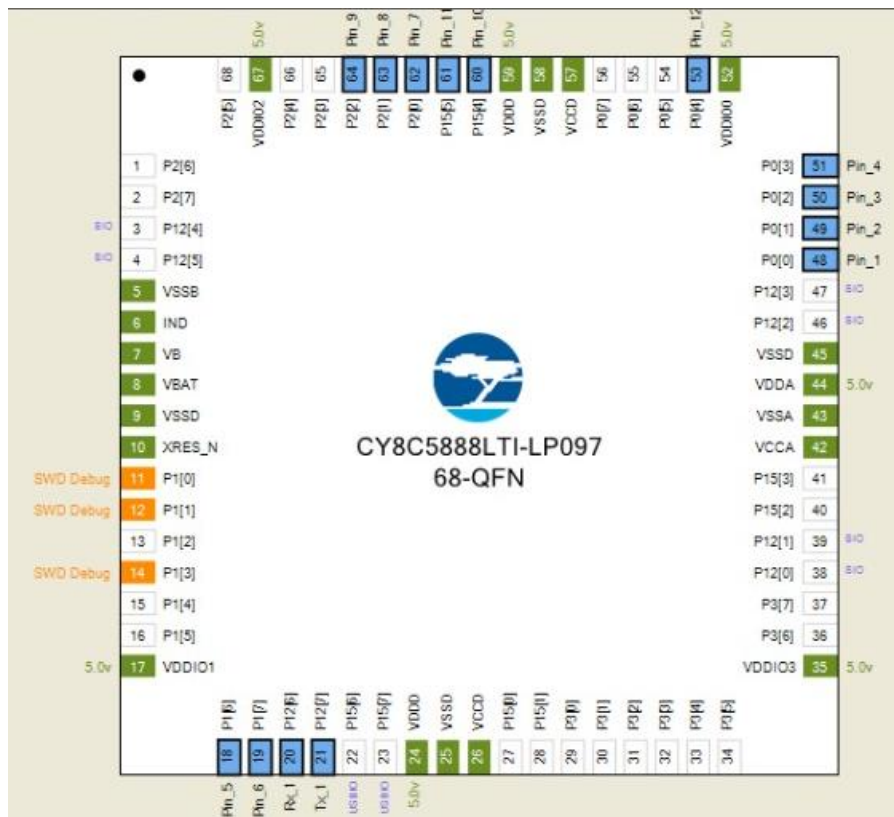 Pin_9 Pin_8 Pin_7 Pin_11 Pin_10 Pin_12
5.0v 5.0v 5.0v
68 67 66 65 64 63 62 61 60 59 58 57 56 55 54 53 52
P2[5] VDDIO2 P2[4] P2[3] P2[2] P2[1] P2[0] P15[5] P15[4] VDDD VSSD VCCD P0[7] P0[6] P0[5] P0[4] VDDIO0
1 P2[6]
2 P2[7]
SIO 3 P12[4]
SIO 4 P12[5]
5 VSSB
6 IND
7 VB
8 VBAT
9 VSSD
10 XRES_N
SWD Debug 11 P1[0]
SWD Debug 12 P1[1]
13 P1[2]
SWD Debug 14 P1[3]
15 P1[4]
16 P1[5]
5.0v 17 VDDIO1
CY8C5888LTI-LP097
68-QFN
P0[3] 51 Pin_4
P0[2] 50 Pin_3
P0[1] 49 Pin_2
P0[0] 48 Pin_1
P12[3] 47 SIO
P12[2] 46 SIO
VSSD 45
VDDA 44 5.0v
VSSA 43
VCCA 42
P15[3] 41
P15[2] 40
P12[1] 39 SIO
P12[0] 38 SIO
P3[7] 37
P3[6] 36
VDDIO3 35 5.0v
P1[6] P1[7] P12[6] P12[7] P15[6] P15[7] VDDD VSSD VCCD P15[0] P15[1] P3[0] P3[1] P3[2] P3[3] P3[4] P3[5]
18 19 20 21 22 23 24 25 26 27 28 29 30 31 32 33 34
Pin_5 Pin_6 Rx_1 Tx_1 USBIO USBIO 5.0v